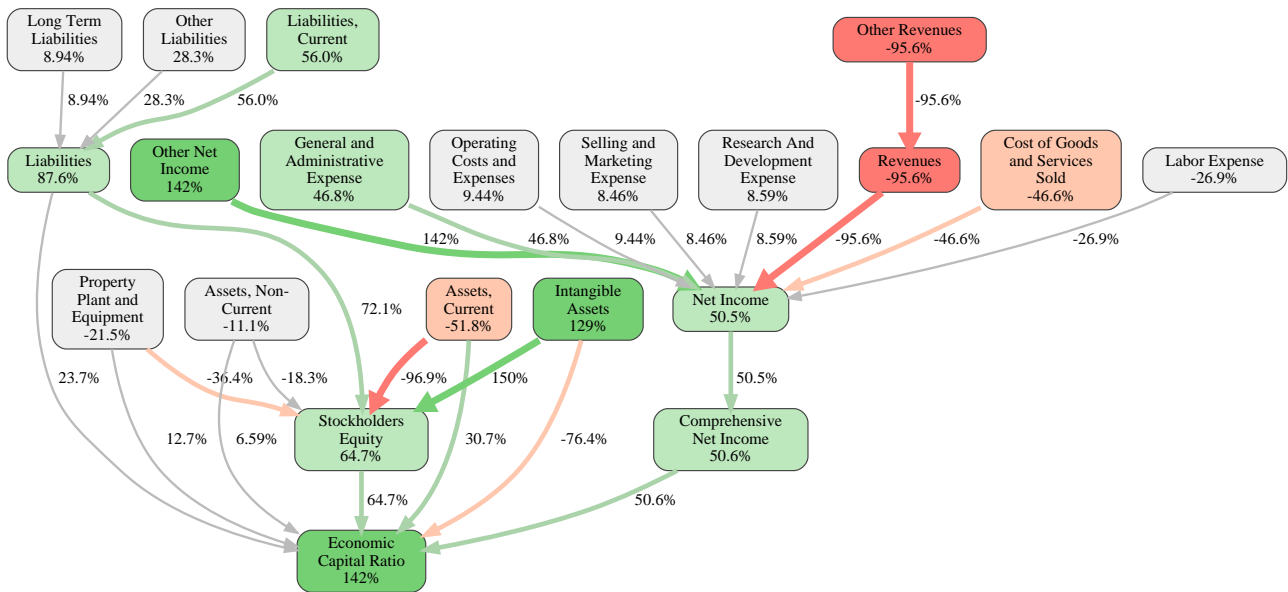 Long Term
Liabilities
8.94%
Other
Liabilities
28.3%
Liabilities,
Current
56.0%
Other Revenues
-95.6%
8.94%
28.3%
56.0%
-95.6%
Liabilities
87.6%
Other Net
Income
142%
General and
Administrative
Expense
46.8%
Operating
Costs and
Expenses
9.44%
Selling and
Marketing
Expense
8.46%
Research And
Development
Expense
8.59%
Revenues
-95.6%
Cost of Goods
and Services
Sold
-46.6%
Labor Expense
-26.9%
142%
46.8%
9.44%
8.46%
8.59%
-95.6%
-46.6%
-26.9%
Property
Plant and
Equipment
-21.5%
Assets, Non-
Current
-11.1%
72.1%
Assets,
Current
-51.8%
Intangible
Assets
129%
Net Income
50.5%
23.7%
-36.4%
-18.3%
-96.9%
150%
50.5%
Stockholders
Equity
64.7%
Comprehensive
Net Income
50.6%
12.7%
6.59%
30.7%
-76.4%
64.7%
50.6%
Economic
Capital Ratio
142%